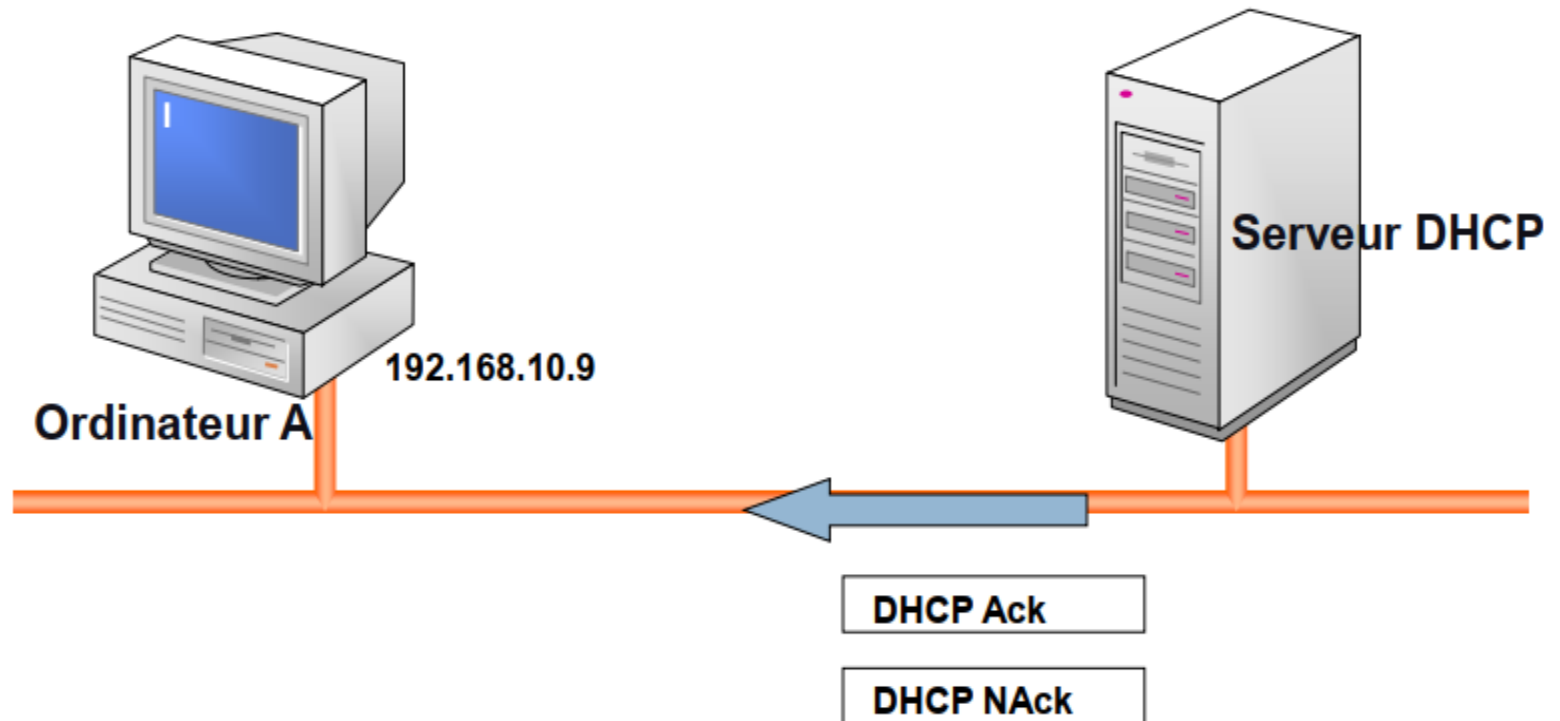 Serveur DHCP
192.168.10.9
Ordinateur A
DHCP Ack
DHCP NAck